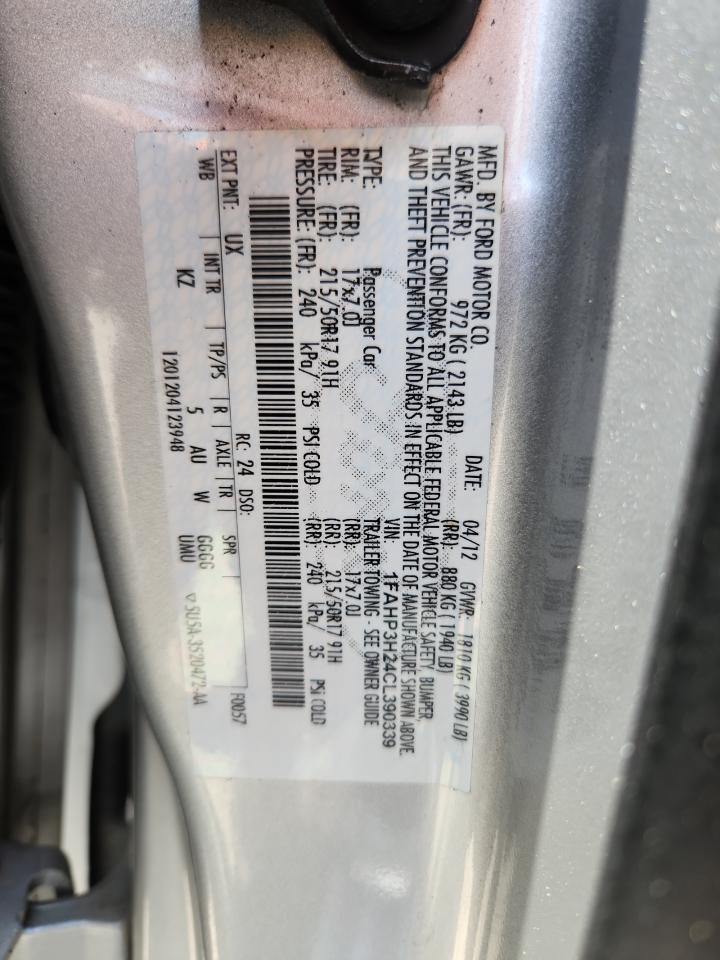 MFD. BY FORD MOTOR CO.
DATE: 04/12 GVWR: 1810 KG ( 3990 LB)
GAWR: (FR): 972 KG ( 2143 LB) (RR): 880 KG ( 1940 LB)
THIS VEHICLE CONFORMS TO ALL APPLICABLE FEDERAL MOTOR VEHICLE SAFETY, BUMPER,
AND THEFT PREVENTION STANDARDS IN EFFECT ON THE DATE OF MANUFACTURE SHOWN ABOVE.
VIN: 1FAHP3H24CL390339
TYPE: Passenger Car TRAILER TOWING - SEE OWNER GUIDE
RIM: (FR): 17x7.0J (RR): 17x7.0J
TIRE: (FR): 215/50R17 91H (RR): 215/50R17 91H
PRESSURE: (FR): 240 kPa/ 35 PSI COLD (RR): 240 kPa/ 35 PSI COLD
F0057
EXT PNT: UX RC: 24 DSO:
WB | INT TR | TP/PS | R | AXLE | TR | SPR
KZ 5 AU W GGGG
1201204123948 UMU ▽ SU5A-3520472-AA